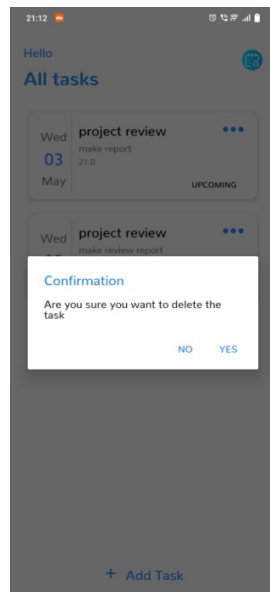 21:12
Hello
All tasks
Wed
project review
make report
03
21:0
May
UPCOMING
Wed
project review
make review report
Confirmation
Are you sure you want to delete the
task
NO YES
+ Add Task